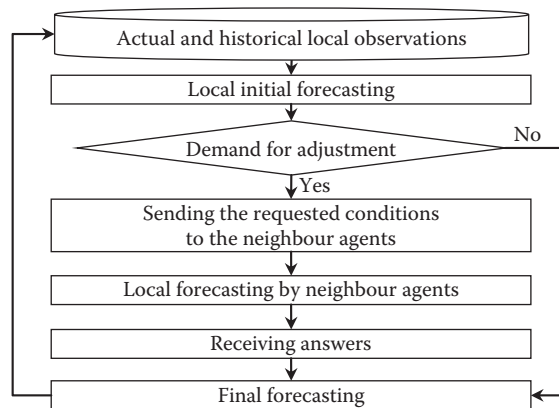 Actual and historical local observations
Local initial forecasting
Demand for adjustment
No
Yes
Sending the requested conditions
to the neighbour agents
Local forecasting by neighbour agents
Receiving answers
Final forecasting